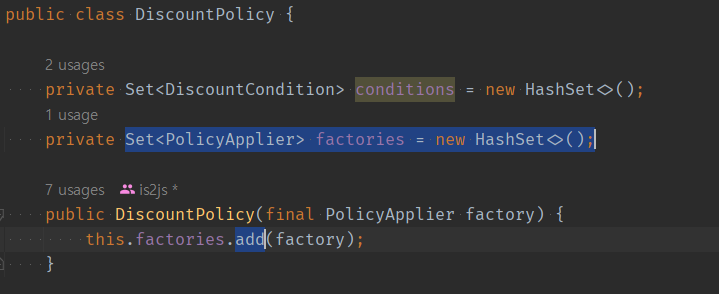 public class DiscountPolicy {
2 usages
private Set<DiscountCondition> conditions = new HashSet<>();
1 usage
private Set<PolicyApplier> factories = new HashSet<>();
7 usages is2js *
public DiscountPolicy(final PolicyApplier factory) {
this.factories.add(factory);
}